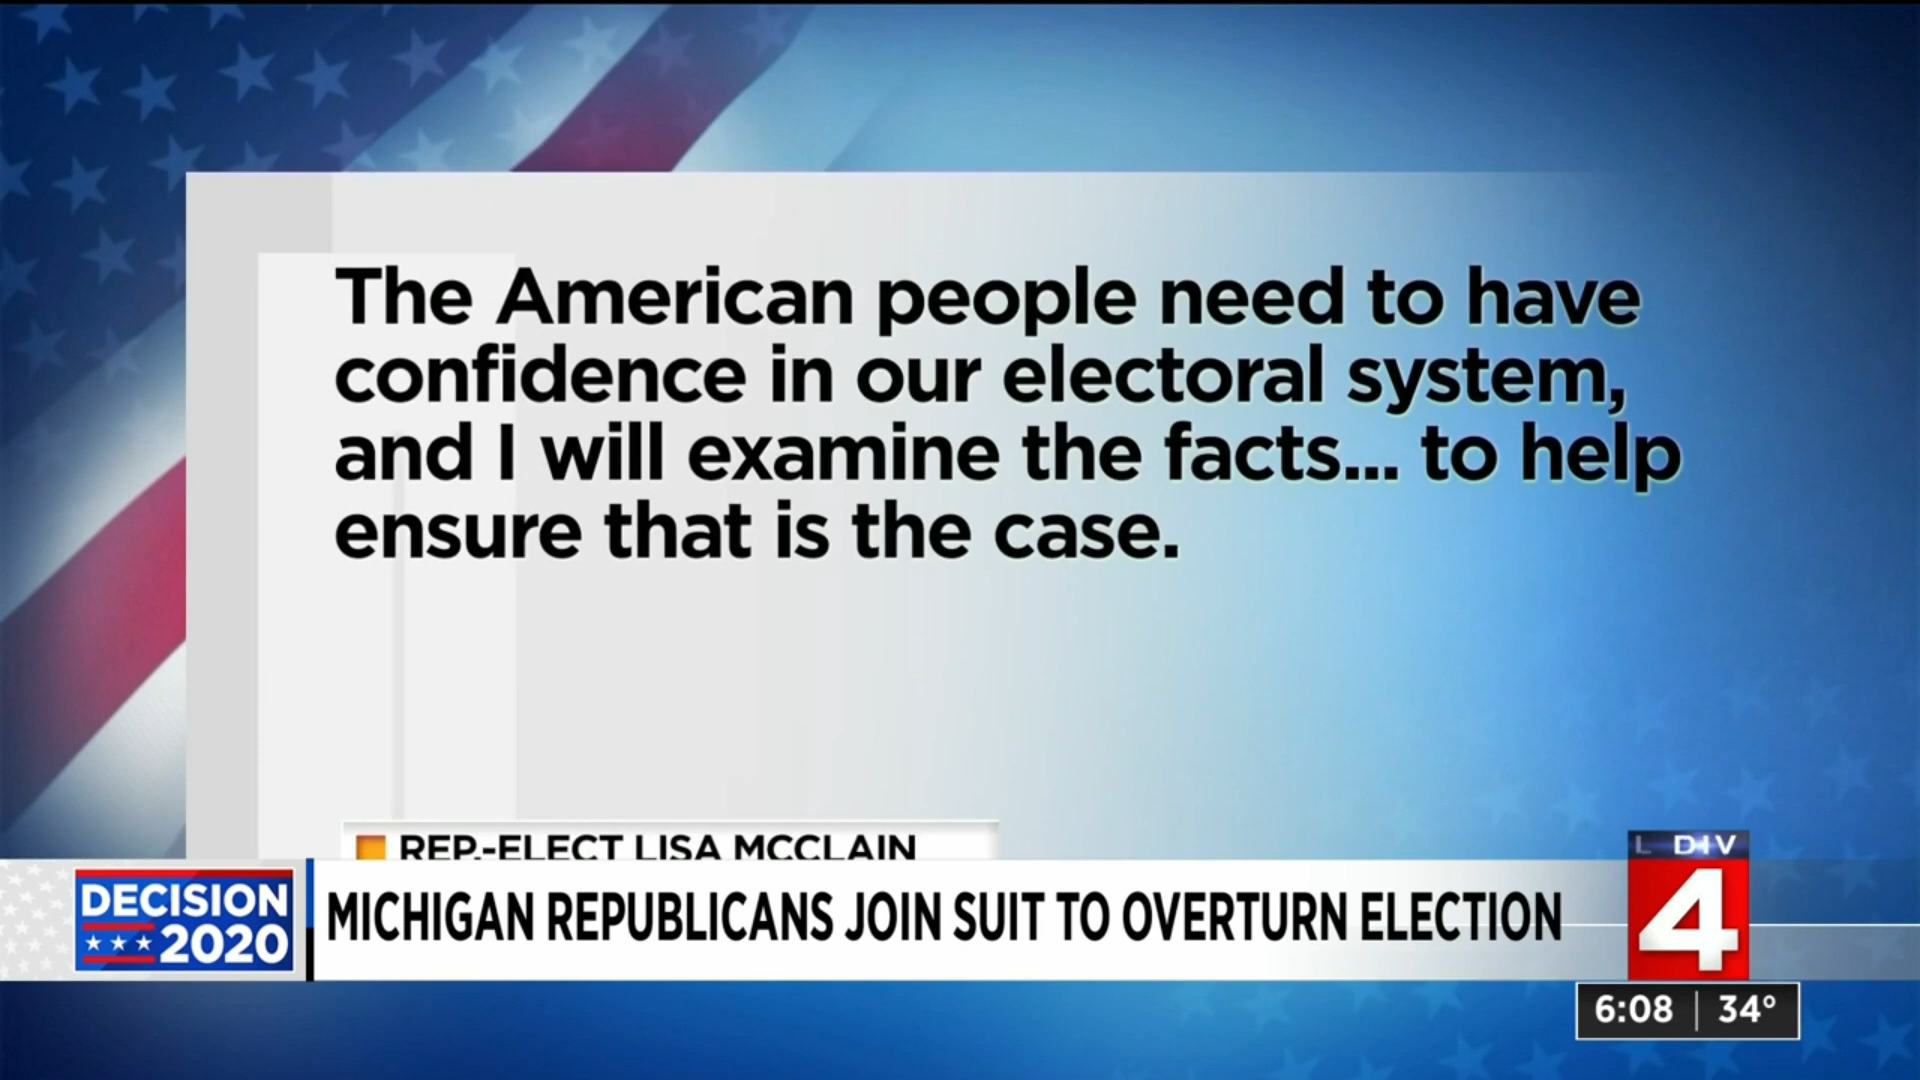 The American people need to have
confidence in our electoral system,
and I will examine the facts... to help
ensure that is the case.
REP.-ELECT LISA MCCLAIN
DECISION
2020
MICHIGAN REPUBLICANS JOIN SUIT TO OVERTURN ELECTION
4
6:08 34°